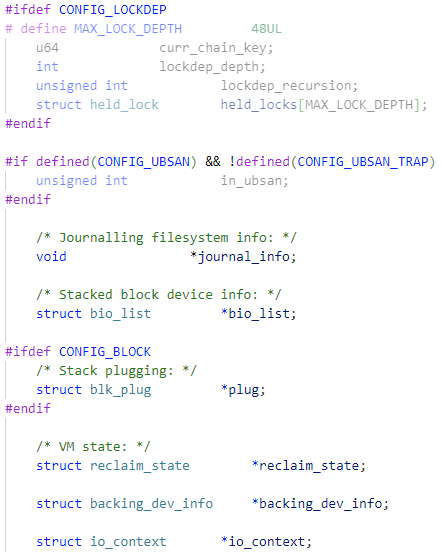 #ifdef CONFIG_LOCKDEP
# define MAX_LOCK_DEPTH 48UL
u64 curr_chain_key;
int lockdep_depth;
unsigned int lockdep_recursion;
struct held_lock held_locks[MAX_LOCK_DEPTH];
#endif
#if defined(CONFIG_UBSAN) && !defined(CONFIG_UBSAN_TRAP)
unsigned int in_ubsan;
#endif
/* Journalling filesystem info: */
void *journal_info;
/* Stacked block device info: */
struct bio_list *bio_list;
#ifdef CONFIG_BLOCK
/* Stack plugging: */
struct blk_plug *plug;
#endif
/* VM state: */
struct reclaim_state *reclaim_state;
struct backing_dev_info *backing_dev_info;
struct io_context *io_context;